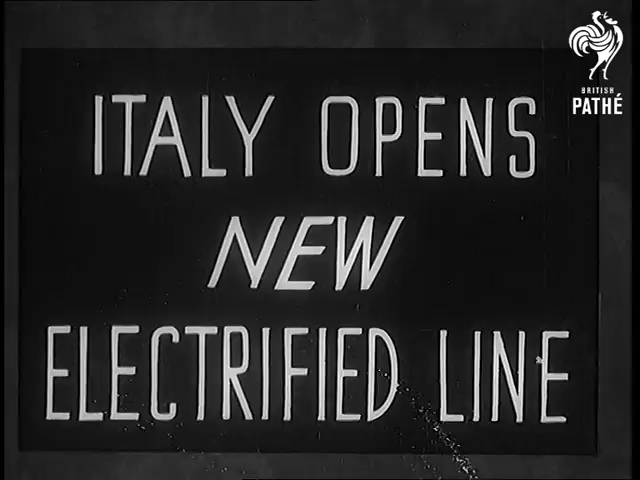 BRITISH
PATHÉ
ITALY OPENS
NEW
ELECTRIFIED LINE